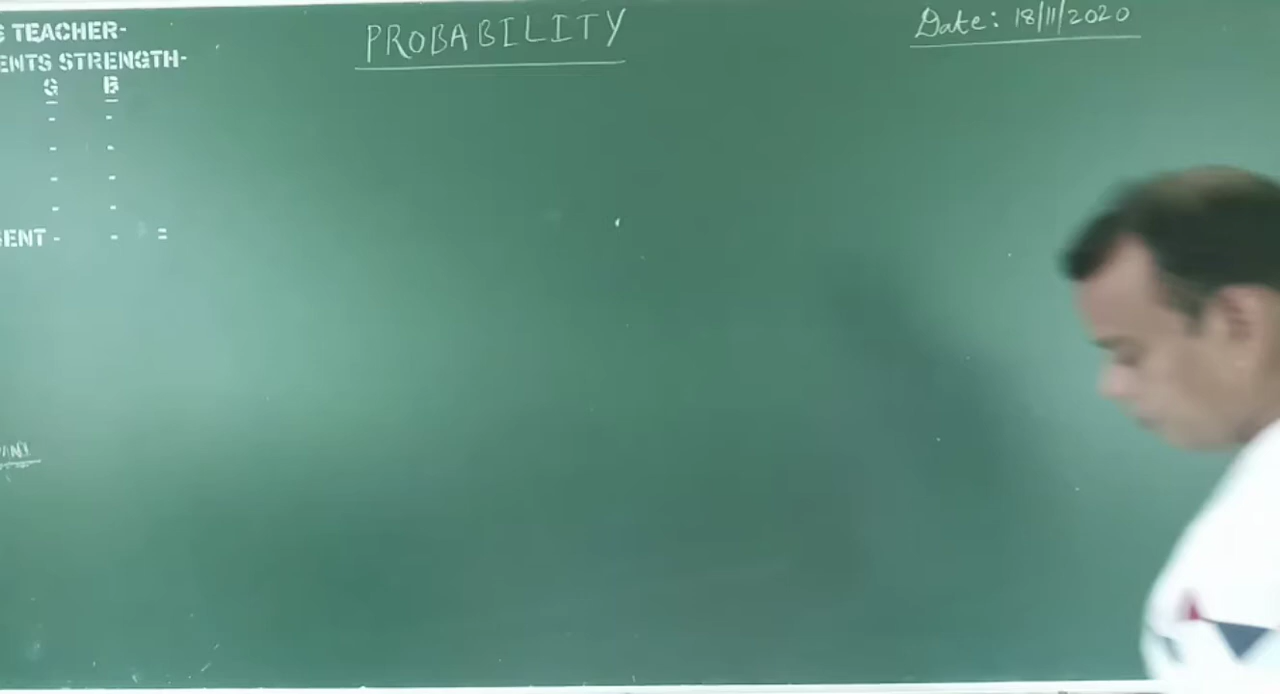 PROBABILITY
Date: 18/11/2020
S TEACHER-
ENTS STRENGTH-
G B
- -
- -
- -
- -
SENT - - =